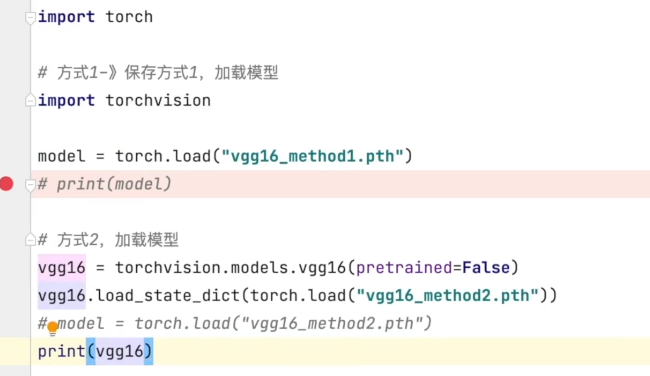 import torch
# 方式1-》保存方式1，加载模型
import torchvision
model = torch.load("vgg16_method1.pth")
# print(model)
# 方式2，加载模型
vgg16 = torchvision.models.vgg16(pretrained=False)
vgg16.load_state_dict(torch.load("vgg16_method2.pth"))
# model = torch.load("vgg16_method2.pth")
print(vgg16)